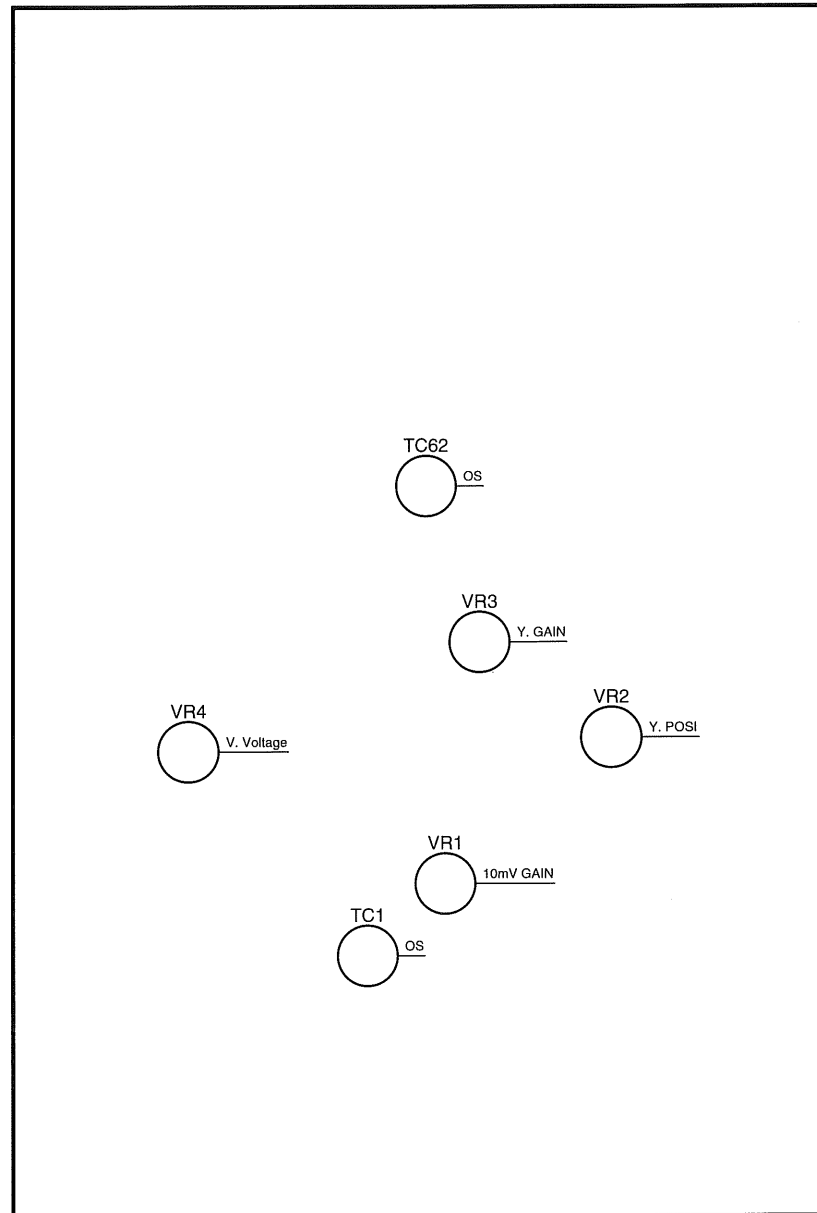 TC62
OS
VR3
Y. GAIN
VR2
Y. POSI
VR4
V. Voltage
VR1
10mV GAIN
TC1
OS